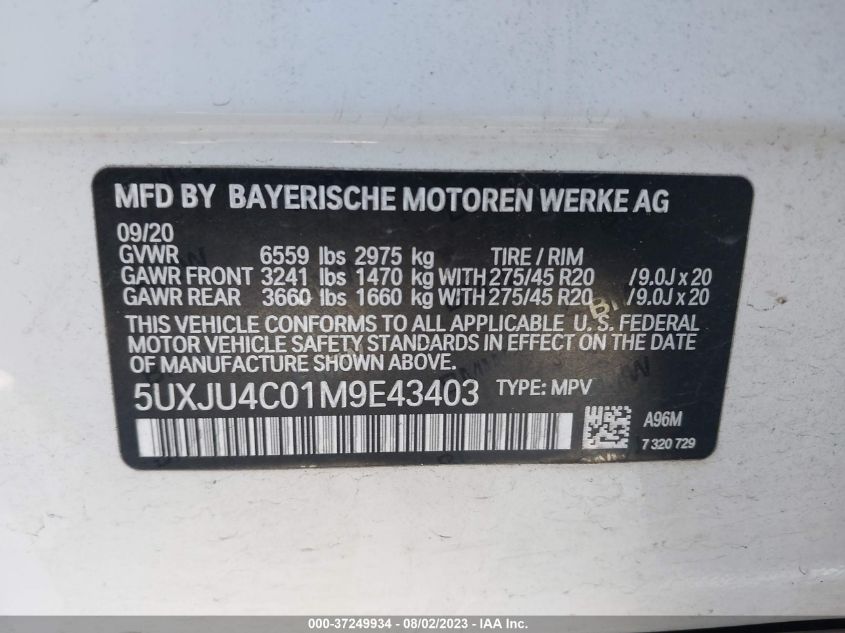 MFD BY BAYERISCHE MOTOREN WERKE AG
09/20
GVWR 6559 lbs 2975 kg TIRE / RIM
GAWR FRONT 3241 lbs 1470 kg WITH 275/45 R20 / 9.0J x 20
GAWR REAR 3660 lbs 1660 kg WITH 275/45 R20 / 9.0J x 20
THIS VEHICLE CONFORMS TO ALL APPLICABLE U. S. FEDERAL
MOTOR VEHICLE SAFETY STANDARDS IN EFFECT ON THE DATE
OF MANUFACTURE SHOWN ABOVE.
5UXJU4C01M9E43403 TYPE: MPV
A96M
7 320 729
000-37249934 - 08/02/2023 - IAA Inc.